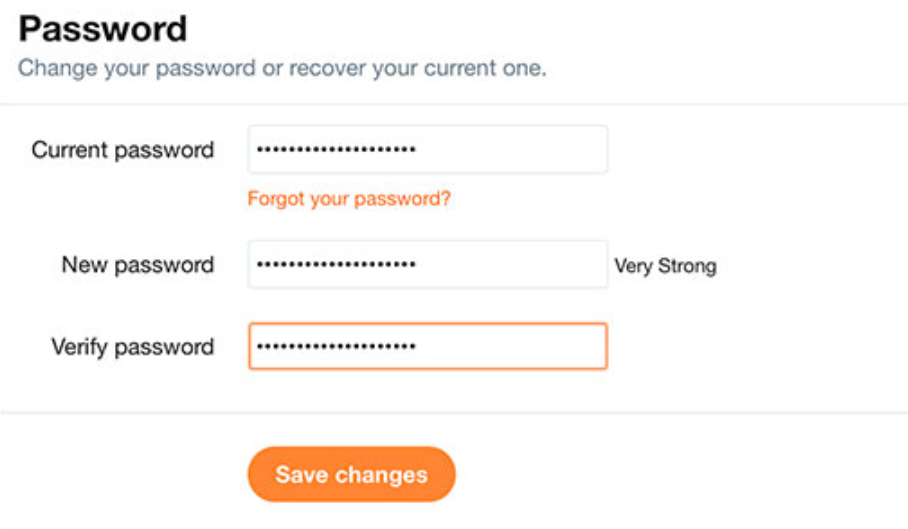 Password
Change your password or recover your current one.
Current password ••••••••••••••••••••
Forgot your password?
New password •••••••••••••••••••• Very Strong
Verify password ••••••••••••••••••••
Save changes